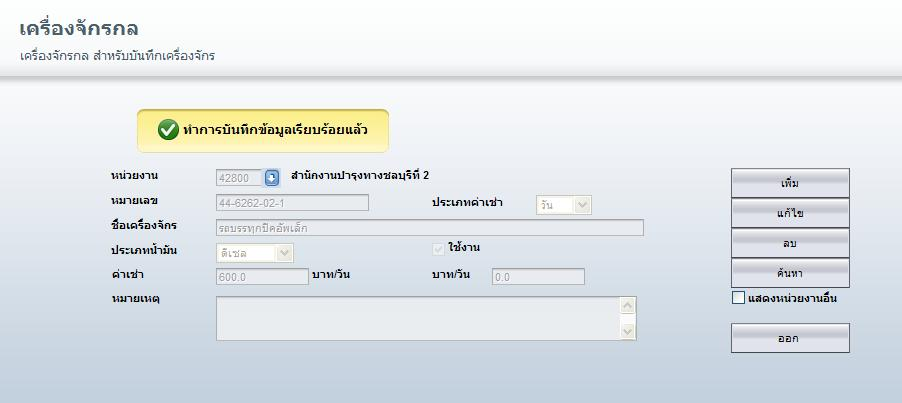 เครื่องจักรกล
เครื่องจักรกล สำหรับบันทึกเครื่องจักร
ทำการบันทึกข้อมูลเรียบร้อยแล้ว
หน่วยงาน 42800 สำนักงานบำรุงทางชลบุรีที่ 2
หมายเลข 44-6262-02-1 ประเภทค่าเช่า วัน
ชื่อเครื่องจักร รถบรรทุกปิคอัพเล็ก
ประเภทน้ำมัน ดีเซล ใช้งาน
ค่าเช่า 600.0 บาท/วัน บาท/วัน 0.0
หมายเหตุ
เพิ่ม
แก้ไข
ลบ
ค้นหา
แสดงหน่วยงานอื่น
ออก